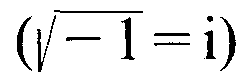 (√−1 = i)